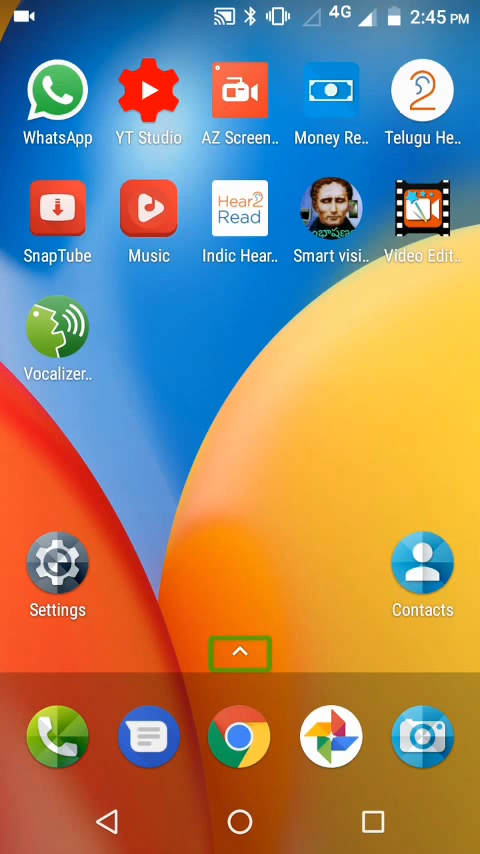 4G 2:45 PM
WhatsApp YT Studio AZ Screen.. Money Re.. Telugu He..
2
Hear2
Read
SnapTube Music Indic Hear.. Smart visi.. Video Edit..
Vocalizer..
Settings Contacts